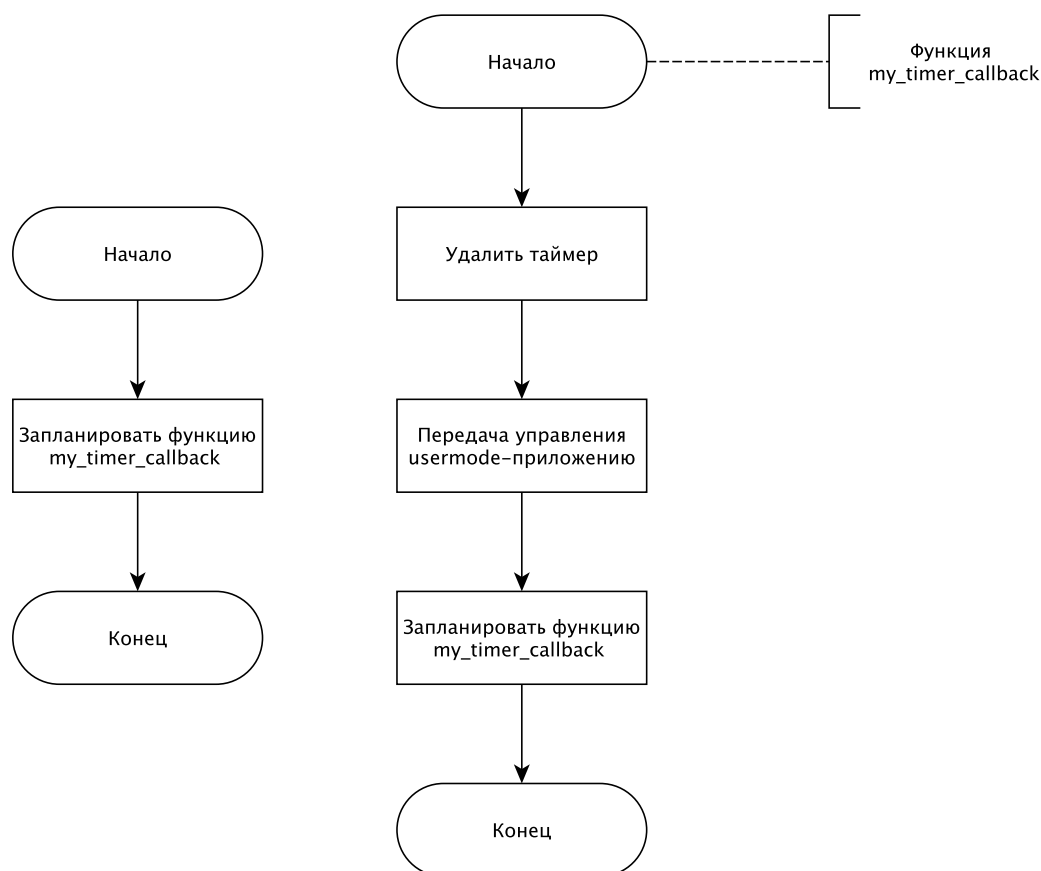 Начало
Запланировать функцию
my_timer_callback
Конец
Начало
Функция
my_timer_callback
Удалить таймер
Передача управления
usermode-приложению
Запланировать функцию
my_timer_callback
Конец